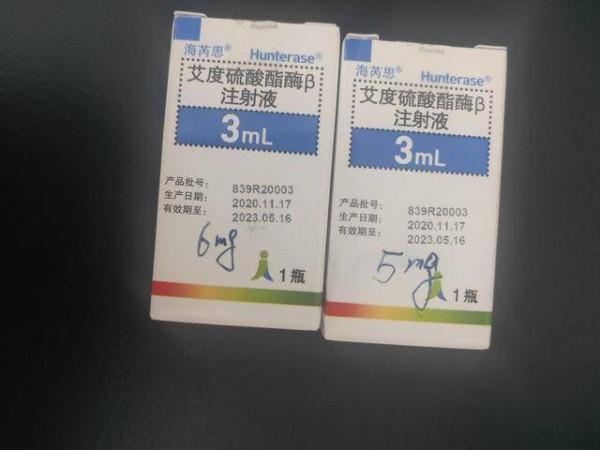 海芮思® Hunterase®
艾度硫酸酯酶β
注射液
3mL
产品批号: 839R20003
生产日期: 2020.11.17
有效期至: 2023.05.16
6mg
1瓶
海芮思® Hunterase®
艾度硫酸酯酶β
注射液
3mL
产品批号: 839R20003
生产日期: 2020.11.17
有效期至: 2023.05.16
5mg
1瓶